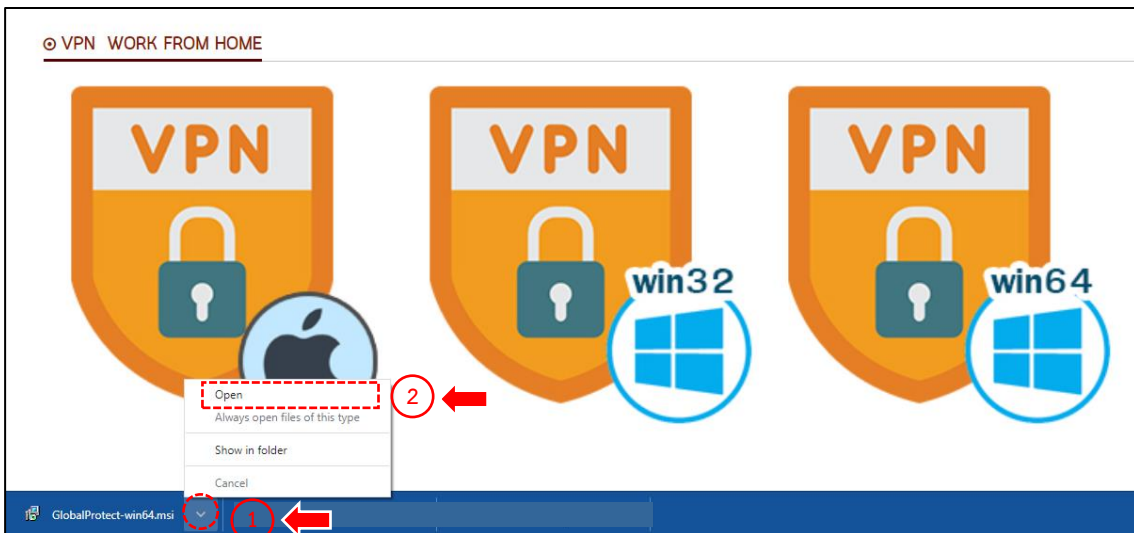 VPN WORK FROM HOME
VPN
VPN
VPN
win32
win64
Open
2
Always open files of this type
Show in folder
Cancel
GlobalProtect-win64.msi
1